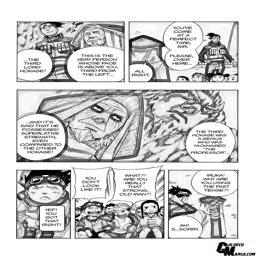 THE
THIRD
LORD
HOKAGE!
THIS IS THE
VERY PERSON
WHOSE FACE
IS ABOVE YOU,
THIRD FROM
THE LEFT...
YOU'VE
COME AT
A PERFECT
TIME,
SIR.
PLEASE,
OVER
HERE...
ALL
RIGHT.
...AND IT'S
SAID THAT HE
POSSESSED
SUPERLATIVE
STRENGTH,
EVEN
COMPARED TO
THE OTHER
HOKAGE!
THE THIRD
HOKAGE WAS A
GENIUS WHO
WAS
NICKNAMED
"THE
PROFESSOR".
YEP!
YOU
GOT THAT
RIGHT!
YOU
DON'T
LOOK
LIKE IT!
WHAT?!
ARE YOU
REALLY
THAT
STRONG,
OLD MAN?!
IRUKA!
WHY ARE
YOU USING
THE PAST
TENSE?!
AH!
S...SORRY!
COLORED
MANGA.COM